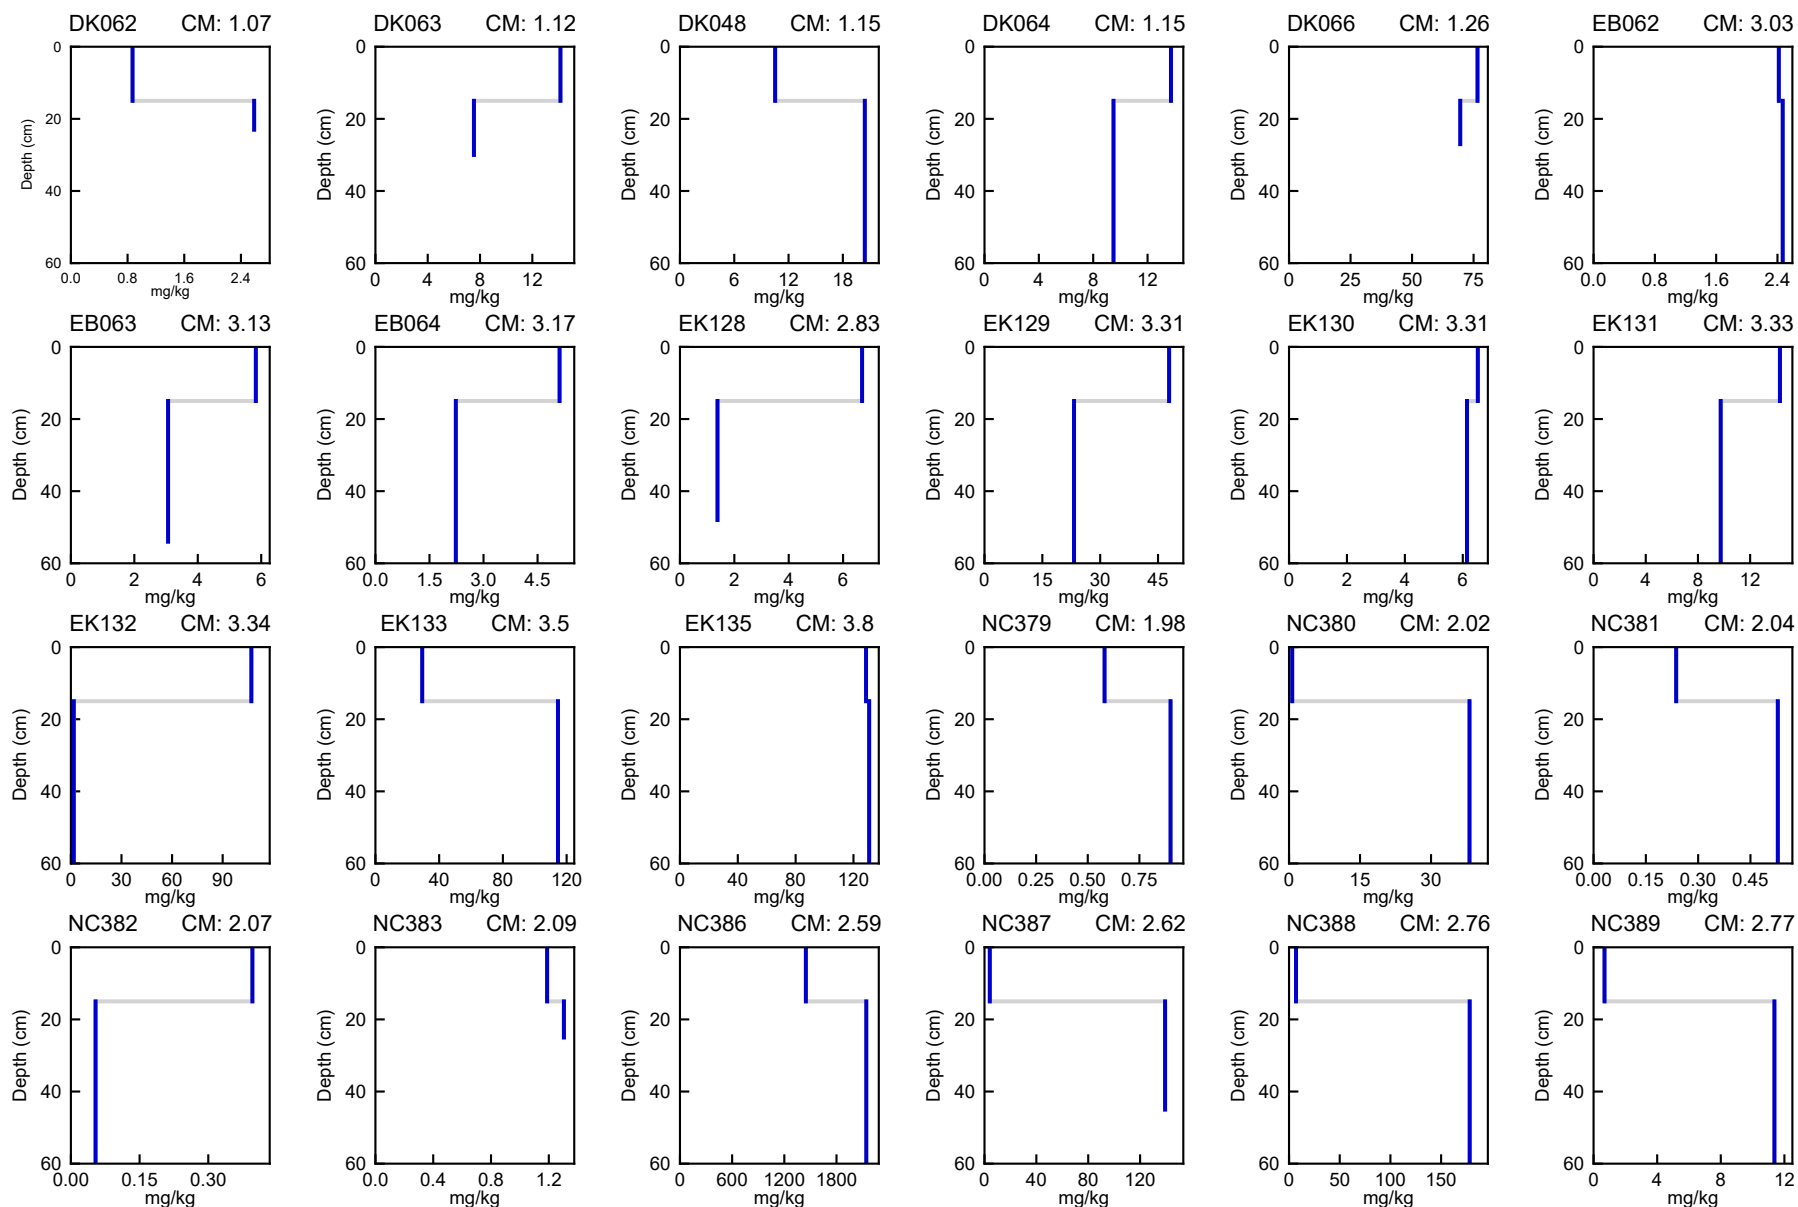 DK062 CM: 1.07
0
20
40
60
Depth (cm)
0.0 0.8 1.6 2.4
mg/kg
DK063 CM: 1.12
0
20
40
60
Depth (cm)
0 4 8 12
mg/kg
DK048 CM: 1.15
0
20
40
60
Depth (cm)
0 6 12 18
mg/kg
DK064 CM: 1.15
0
20
40
60
Depth (cm)
0 4 8 12
mg/kg
DK066 CM: 1.26
0
20
40
60
Depth (cm)
0 25 50 75
mg/kg
EB062 CM: 3.03
0
20
40
60
Depth (cm)
0.0 0.8 1.6 2.4
mg/kg
EB063 CM: 3.13
0
20
40
60
Depth (cm)
0 2 4 6
mg/kg
EB064 CM: 3.17
0
20
40
60
Depth (cm)
0.0 1.5 3.0 4.5
mg/kg
EK128 CM: 2.83
0
20
40
60
Depth (cm)
0 2 4 6
mg/kg
EK129 CM: 3.31
0
20
40
60
Depth (cm)
0 15 30 45
mg/kg
EK130 CM: 3.31
0
20
40
60
Depth (cm)
0 2 4 6
mg/kg
EK131 CM: 3.33
0
20
40
60
Depth (cm)
0 4 8 12
mg/kg
EK132 CM: 3.34
0
20
40
60
Depth (cm)
0 30 60 90
mg/kg
EK133 CM: 3.5
0
20
40
60
Depth (cm)
0 40 80 120
mg/kg
EK135 CM: 3.8
0
20
40
60
Depth (cm)
0 40 80 120
mg/kg
NC379 CM: 1.98
0
20
40
60
Depth (cm)
0.00 0.25 0.50 0.75
mg/kg
NC380 CM: 2.02
0
20
40
60
Depth (cm)
0 15 30
mg/kg
NC381 CM: 2.04
0
20
40
60
Depth (cm)
0.00 0.15 0.30 0.45
mg/kg
NC382 CM: 2.07
0
20
40
60
Depth (cm)
0.00 0.15 0.30
mg/kg
NC383 CM: 2.09
0
20
40
60
Depth (cm)
0.0 0.4 0.8 1.2
mg/kg
NC386 CM: 2.59
0
20
40
60
Depth (cm)
0 600 1200 1800
mg/kg
NC387 CM: 2.62
0
20
40
60
Depth (cm)
0 40 80 120
mg/kg
NC388 CM: 2.76
0
20
40
60
Depth (cm)
0 50 100 150
mg/kg
NC389 CM: 2.77
0
20
40
60
Depth (cm)
0 4 8 12
mg/kg